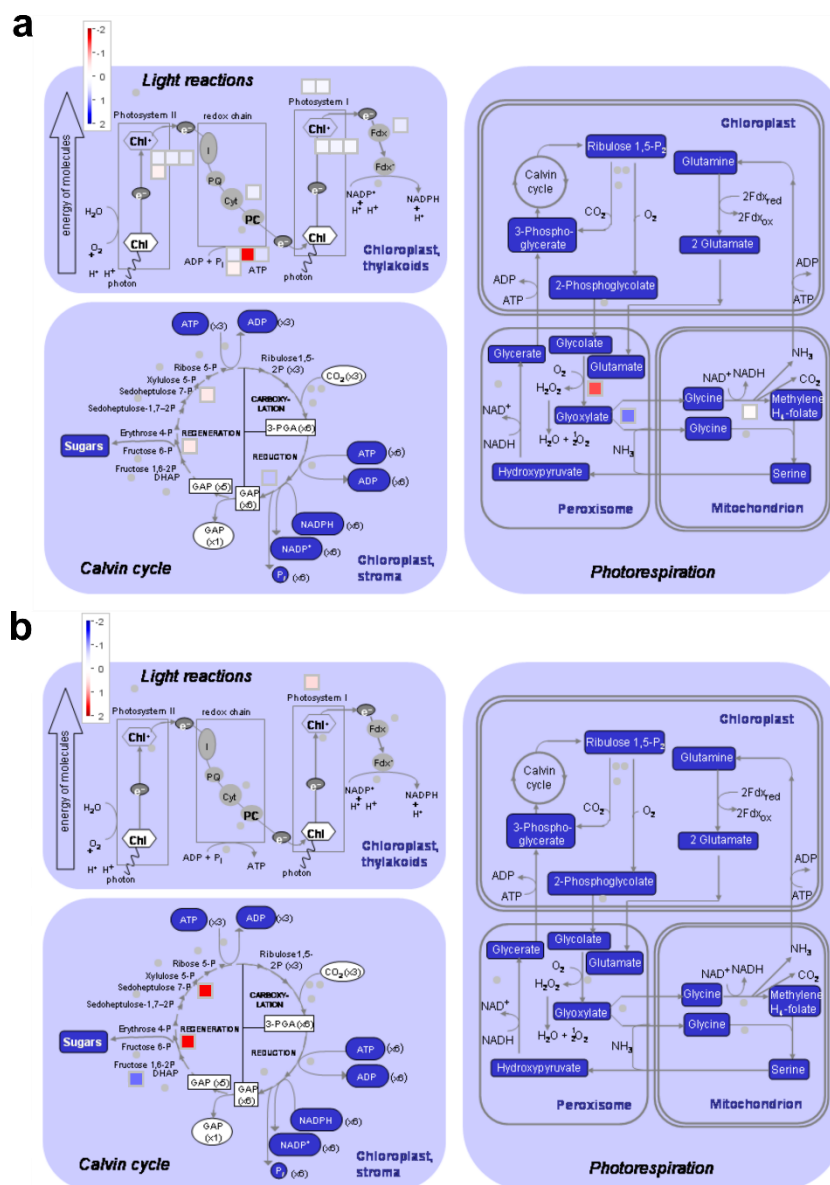 a
-2
-1
0
1
2
Light reactions
energy of molecules
Photosystem II
redox chain
Photosystem I
Chl*
e⁻
I
PQ
Cyt
PC
Chl*
e⁻
Fdx
Fdx*
e⁻
e⁻
NADP⁺
+
H⁺ H⁺
NADPH
+
H⁺
H₂O
O₂
+
H⁺ H⁺
Chl
photon
ADP + Pi
ATP
e⁻
Chl
photon
Chloroplast,
thylakoids
ATP (x3)
ADP (x3)
Ribose 5-P
Xylulose 5-P
Sedoheptulose 7-P
Sedoheptulose-1,7–2P
Erythrose 4-P
Fructose 6-P
Fructose 1,6-2P
DHAP
Sugars
Ribulose1,5-
2P (x3)
CO₂(x3)
CARBOXY-
LATION
REGENERATION
3-PGA(x6)
REDUCTION
ATP (x6)
ADP (x6)
GAP (x5)
GAP
(x6)
GAP
(x1)
NADPH (x6)
NADP⁺ (x6)
Pi (x6)
Calvin cycle
Chloroplast,
stroma
Chloroplast
Ribulose 1,5-P₂
Glutamine
Calvin
cycle
CO₂
O₂
2Fdx red
2Fdx ox
3-Phospho-
glycerate
2 Glutamate
ADP
ATP
2-Phosphoglycolate
ADP
ATP
Glycolate
Glycerate
Glutamate
O₂
H₂O₂
Glyoxylate
H₂O + ½O₂
NAD⁺
NADH
Hydroxypyruvate
NH₃
CO₂
NAD⁺ NADH
Glycine
Methylene
H₄-folate
Glycine
NH₃
Serine
Peroxisome
Mitochondrion
Photorespiration
b
-2
-1
0
1
2
Light reactions
energy of molecules
Photosystem II
redox chain
Photosystem I
Chl*
e⁻
I
PQ
Cyt
PC
Chl*
e⁻
Fdx
Fdx*
e⁻
e⁻
NADP⁺
+
H⁺ H⁺
NADPH
+
H⁺
H₂O
O₂
+
H⁺ H⁺
Chl
photon
ADP + Pi
ATP
e⁻
Chl
photon
Chloroplast,
thylakoids
ATP (x3)
ADP (x3)
Ribose 5-P
Xylulose 5-P
Sedoheptulose 7-P
Sedoheptulose-1,7–2P
Erythrose 4-P
Fructose 6-P
Fructose 1,6-2P
DHAP
Sugars
Ribulose1,5-
2P (x3)
CO₂(x3)
CARBOXY-
LATION
REGENERATION
3-PGA(x6)
REDUCTION
ATP (x6)
ADP (x6)
GAP (x5)
GAP
(x6)
GAP
(x1)
NADPH (x6)
NADP⁺ (x6)
Pi (x6)
Calvin cycle
Chloroplast,
stroma
Chloroplast
Ribulose 1,5-P₂
Glutamine
Calvin
cycle
CO₂
O₂
2Fdx red
2Fdx ox
3-Phospho-
glycerate
2 Glutamate
ADP
ATP
2-Phosphoglycolate
ADP
ATP
Glycolate
Glycerate
Glutamate
O₂
H₂O₂
Glyoxylate
H₂O + ½O₂
NAD⁺
NADH
Hydroxypyruvate
NH₃
CO₂
NAD⁺ NADH
Glycine
Methylene
H₄-folate
Glycine
NH₃
Serine
Peroxisome
Mitochondrion
Photorespiration